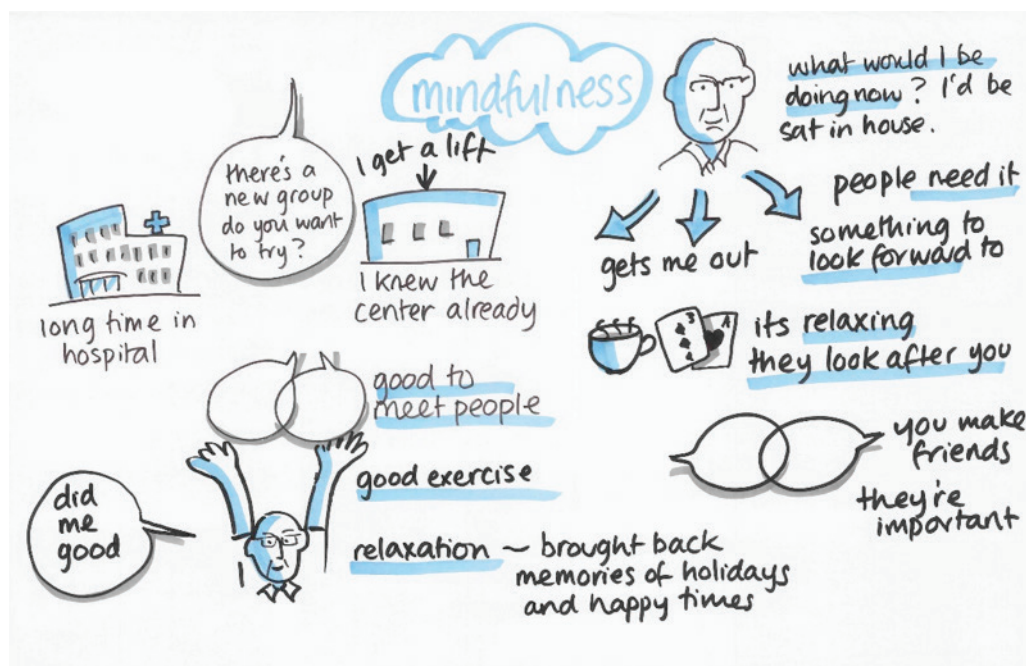 mindfulness
there's a
new group
do you want
to try?
I get a lift
I knew the
center already
long time in
hospital
good to
meet people
did
me
good
good exercise
relaxation – brought back
memories of holidays
and happy times
what would I be
doing now? I'd be
sat in house.
people need it
something to
look forward to
gets me out
3
A
its relaxing
they look after you
you make
friends
they're
important